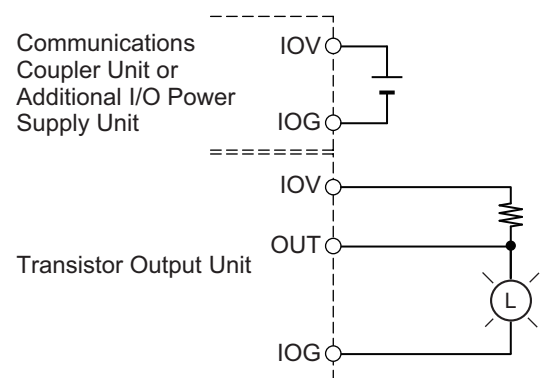 Communications
Coupler Unit or
Additional I/O Power
Supply Unit
IOV
IOG
Transistor Output Unit
IOV
OUT
IOG
L